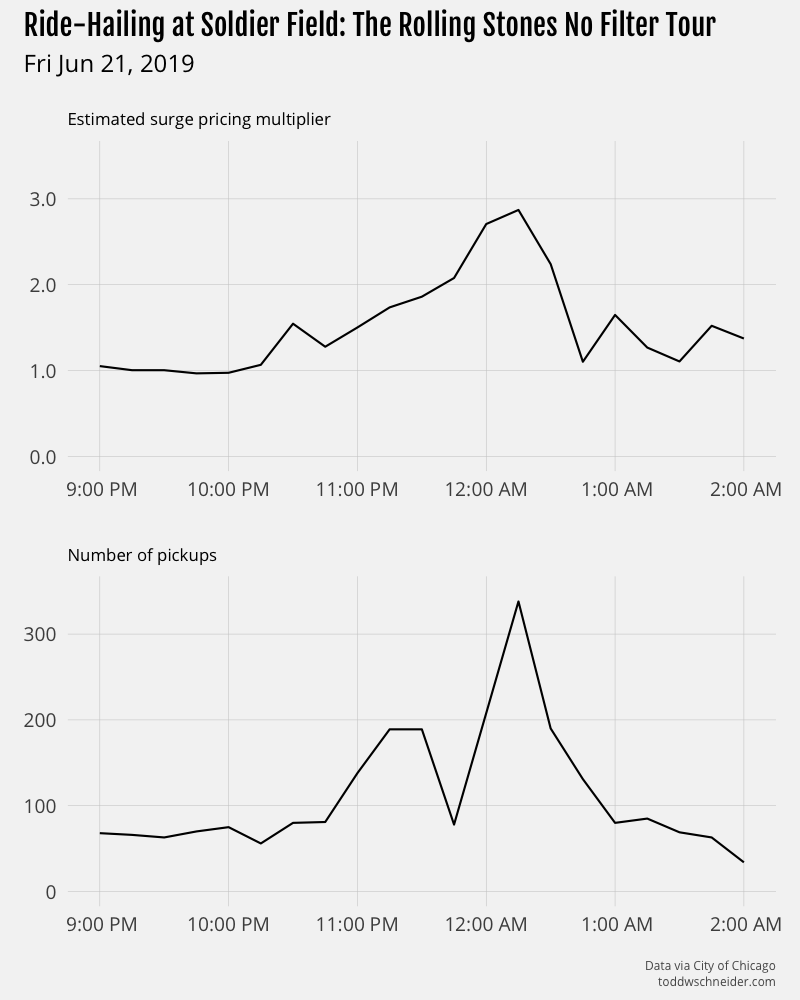 Ride-Hailing at Soldier Field: The Rolling Stones No Filter Tour
Fri Jun 21, 2019
Estimated surge pricing multiplier
3.0
2.0
1.0
0.0
9:00 PM 10:00 PM 11:00 PM 12:00 AM 1:00 AM 2:00 AM
Number of pickups
300
200
100
0
9:00 PM 10:00 PM 11:00 PM 12:00 AM 1:00 AM 2:00 AM
Data via City of Chicago
toddwschneider.com